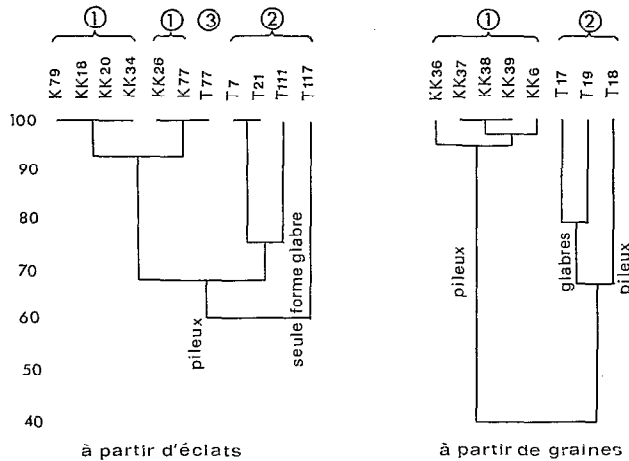 ① ① ③ ② ① ②
K79 KK18 KK20 KK34 KK26 K77 T77 T7 T21 T111 T117 KK36 KK37 KK38 KK39 KK6 T17 T19 T18
100
90
80
70
60
50
40
pileux
seule forme glabre
pileux
glabres
pileux
à partir d'éclats
à partir de graines